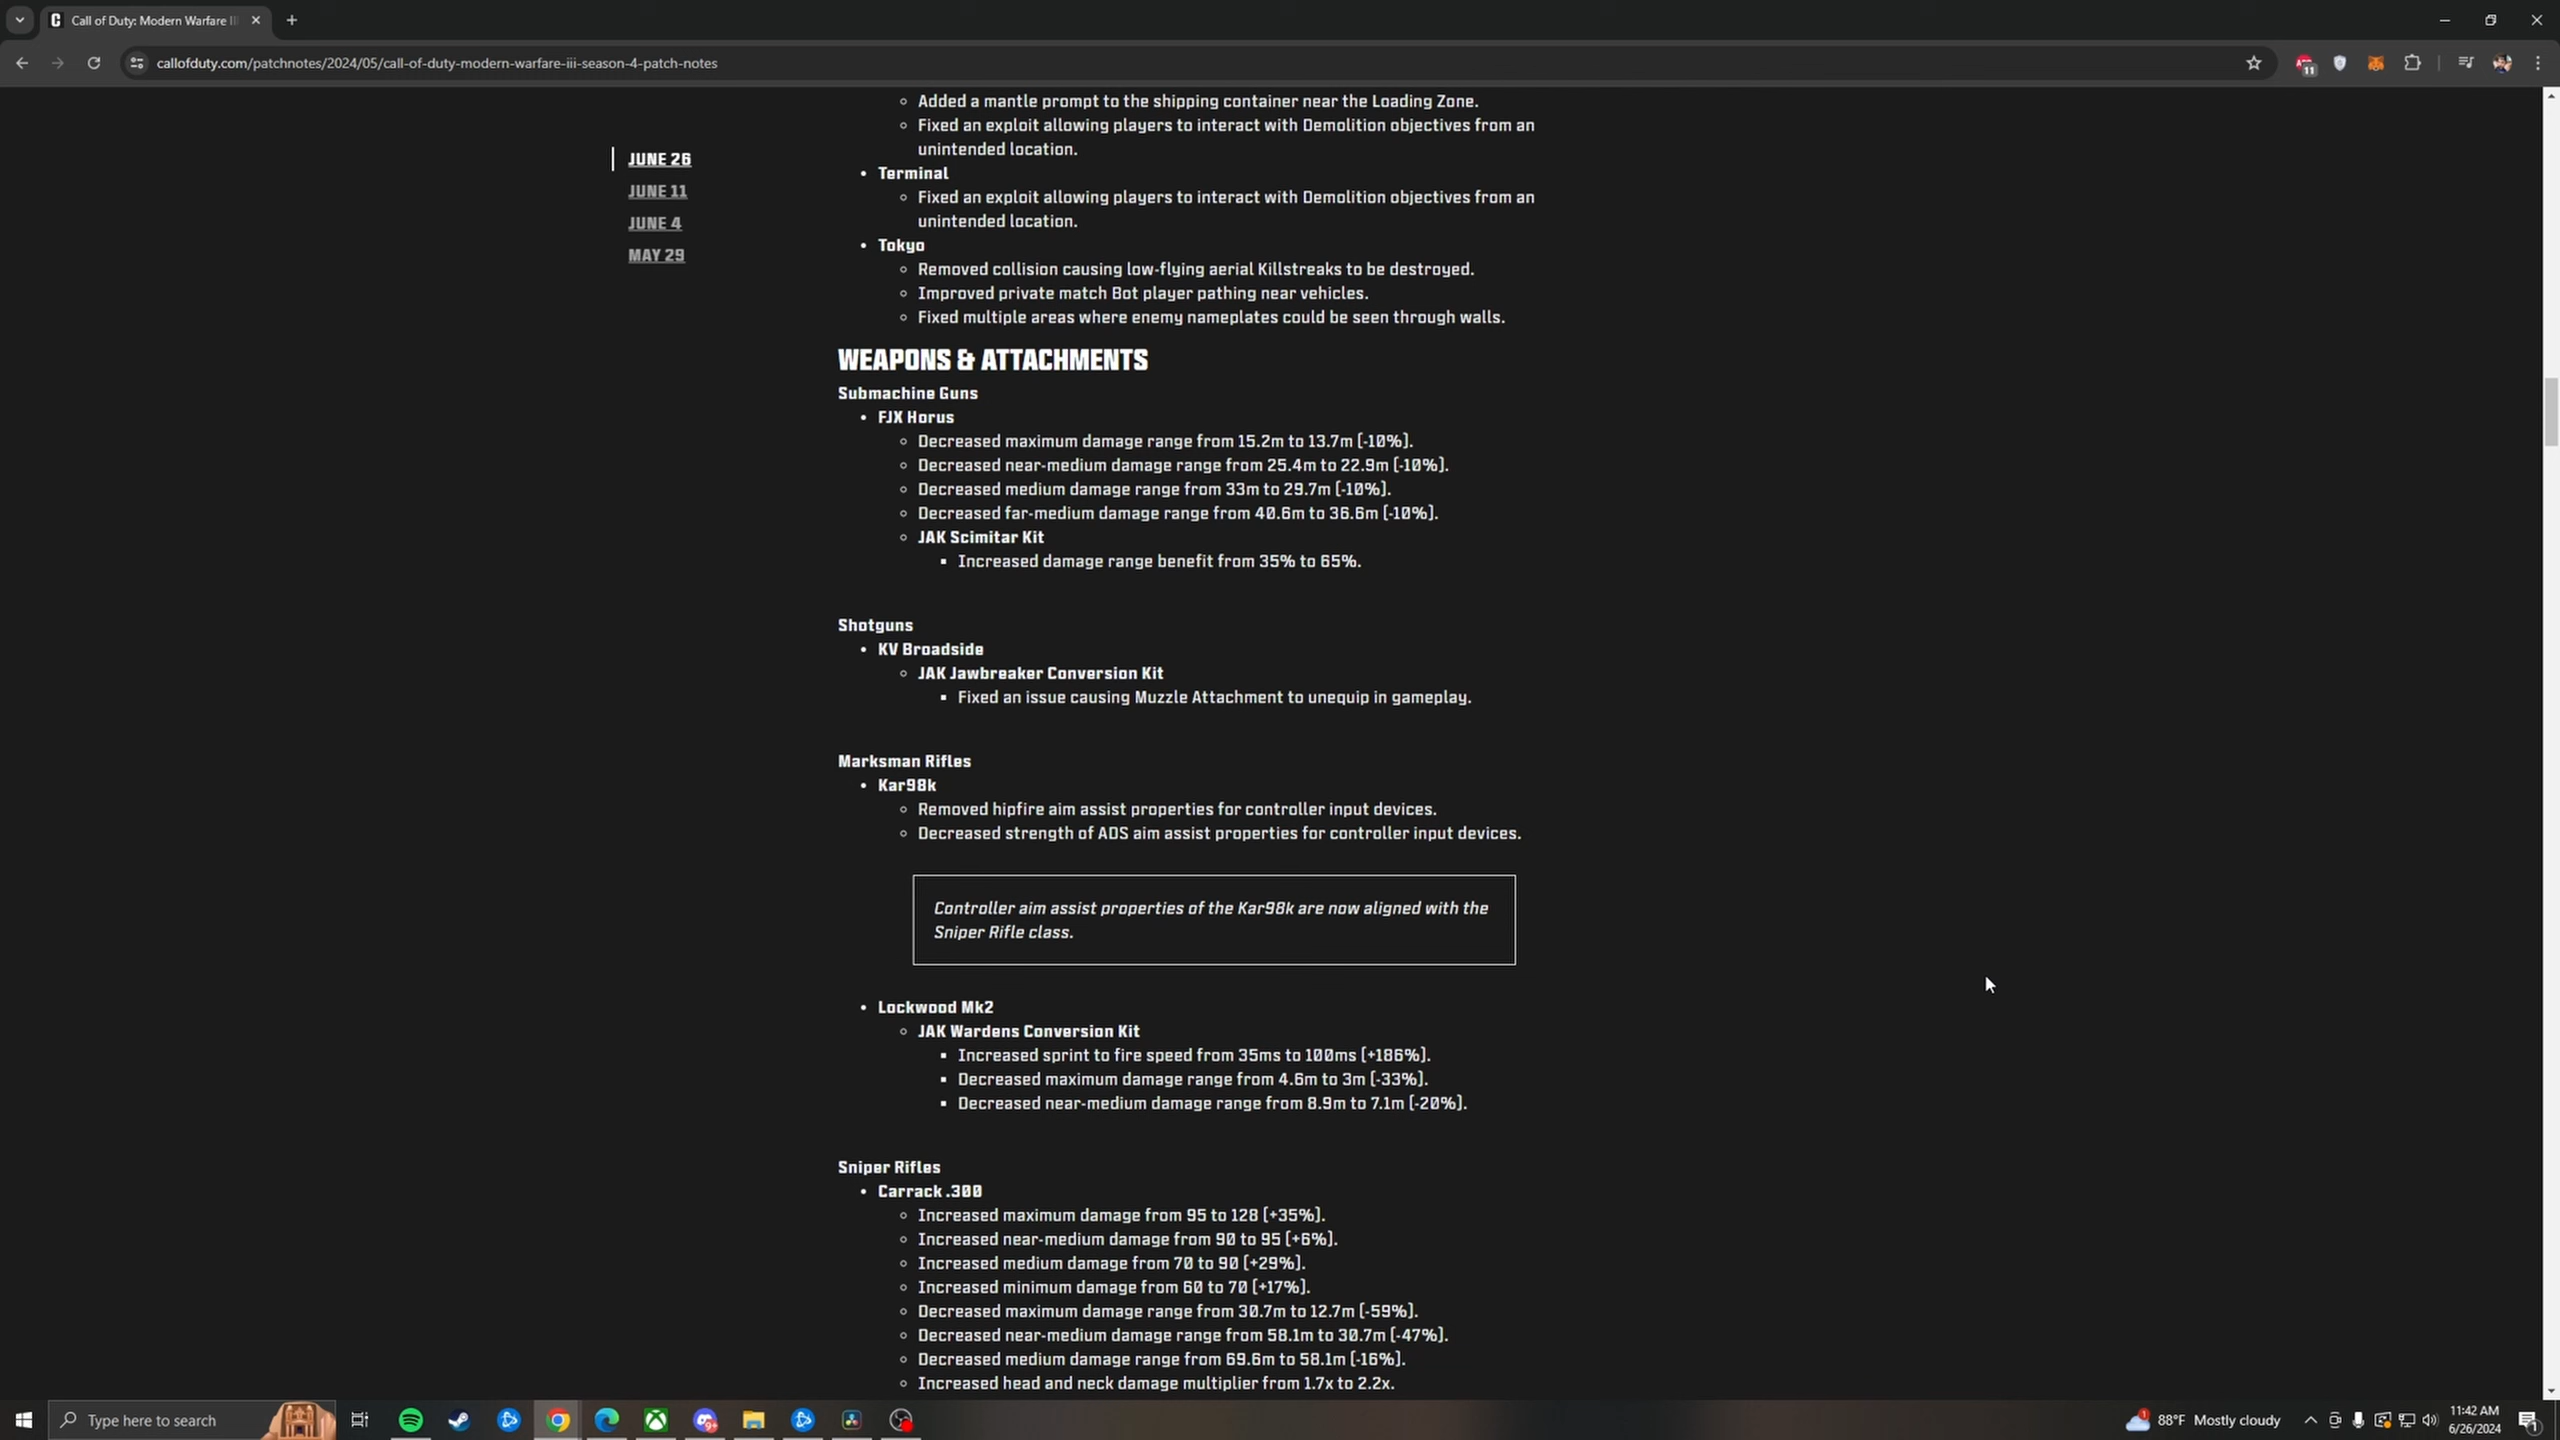 Call of Duty: Modern Warfare II
callofduty.com/patchnotes/2024/05/call-of-duty-modern-warfare-iii-season-4-patch-notes
11
JUNE 26
JUNE 11
JUNE 4
MAY 29
Added a mantle prompt to the shipping container near the Loading Zone.
Fixed an exploit allowing players to interact with Demolition objectives from an
unintended location.
Terminal
Fixed an exploit allowing players to interact with Demolition objectives from an
unintended location.
Tokyo
Removed collision causing low-flying aerial Killstreaks to be destroyed.
Improved private match Bot player pathing near vehicles.
Fixed multiple areas where enemy nameplates could be seen through walls.
WEAPONS & ATTACHMENTS
Submachine Guns
FJX Horus
Decreased maximum damage range from 15.2m to 13.7m (-10%).
Decreased near-medium damage range from 25.4m to 22.9m (-10%).
Decreased medium damage range from 33m to 29.7m (-10%).
Decreased far-medium damage range from 40.6m to 36.6m (-10%).
JAK Scimitar Kit
Increased damage range benefit from 35% to 65%.
Shotguns
KV Broadside
JAK Jawbreaker Conversion Kit
Fixed an issue causing Muzzle Attachment to unequip in gameplay.
Marksman Rifles
Kar98k
Removed hipfire aim assist properties for controller input devices.
Decreased strength of ADS aim assist properties for controller input devices.
Controller aim assist properties of the Kar98k are now aligned with the
Sniper Rifle class.
Lockwood Mk2
JAK Wardens Conversion Kit
Increased sprint to fire speed from 35ms to 100ms (+186%).
Decreased maximum damage range from 4.6m to 3m (-33%).
Decreased near-medium damage range from 8.9m to 7.1m (-20%).
Sniper Rifles
Carrack .300
Increased maximum damage from 95 to 128 (+35%).
Increased near-medium damage from 90 to 95 (+6%).
Increased medium damage from 70 to 90 (+29%).
Increased minimum damage from 60 to 70 (+17%).
Decreased maximum damage range from 30.7m to 12.7m (-59%).
Decreased near-medium damage range from 58.1m to 30.7m (-47%).
Decreased medium damage range from 69.6m to 58.1m (-16%).
Increased head and neck damage multiplier from 1.7x to 2.2x.
Type here to search
88°F Mostly cloudy
11:42 AM
6/26/2024